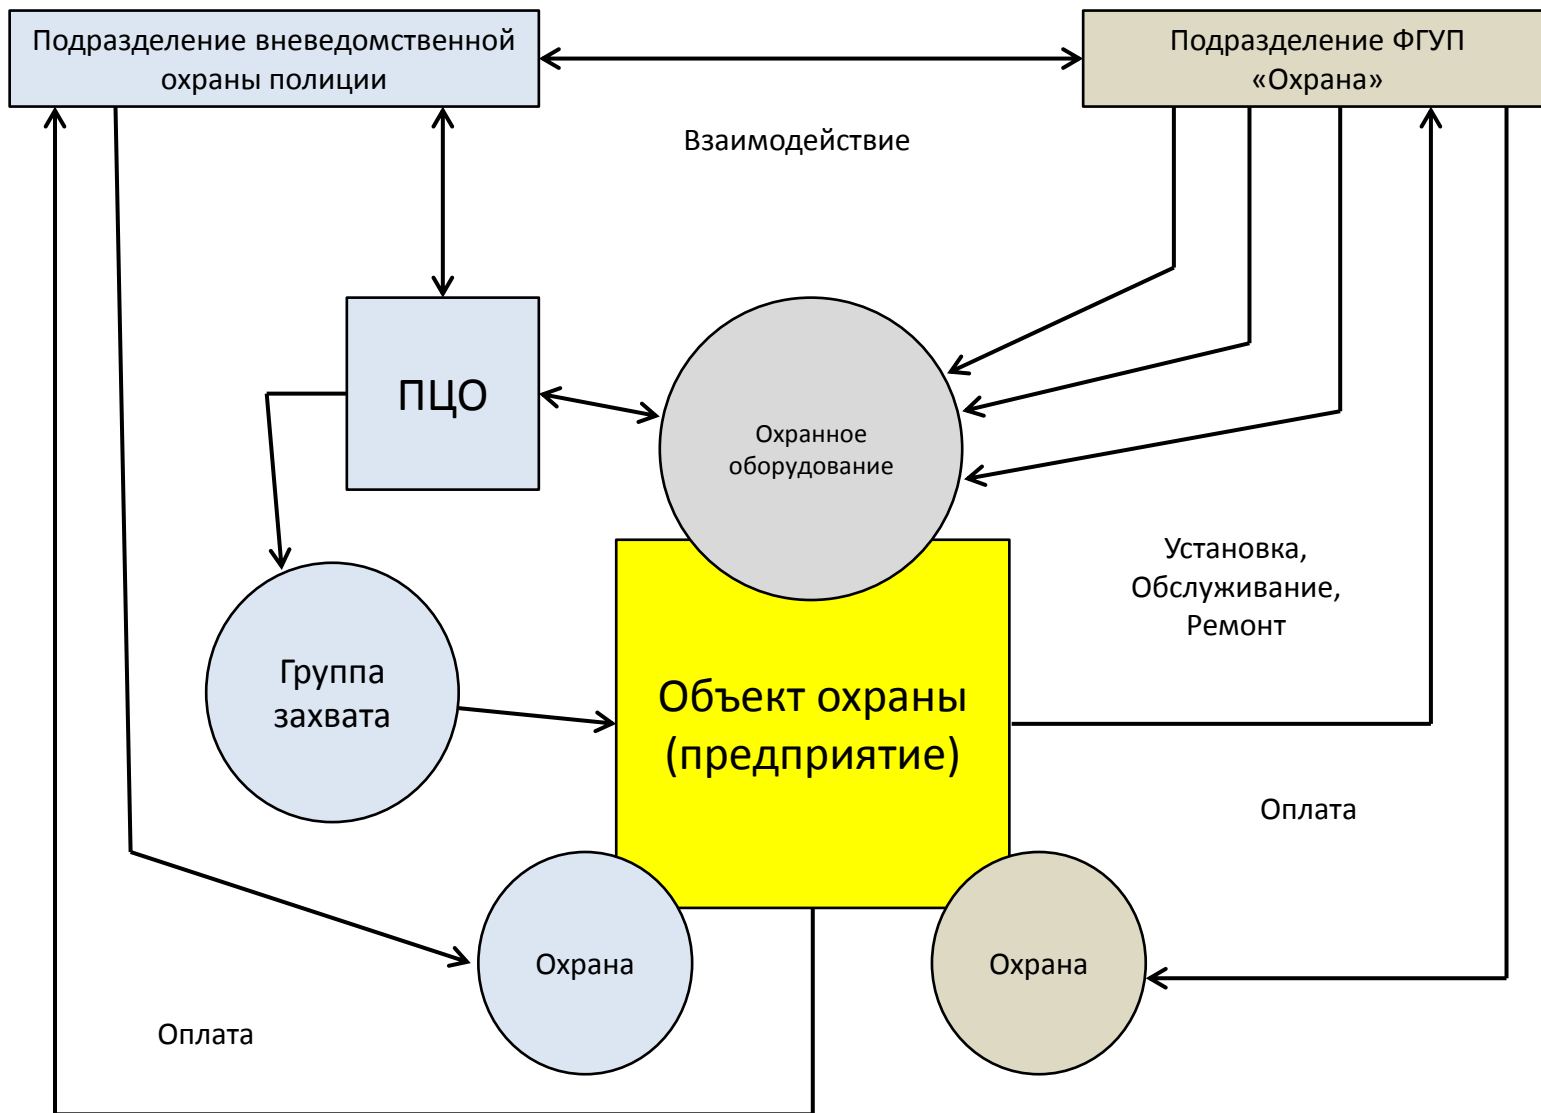 Подразделение вневедомственной
охраны полиции
Подразделение ФГУП
«Охрана»
Взаимодействие
ПЦО
Охранное
оборудование
Установка,
Обслуживание,
Ремонт
Группа
захвата
Объект охраны
(предприятие)
Оплата
Охрана
Охрана
Оплата